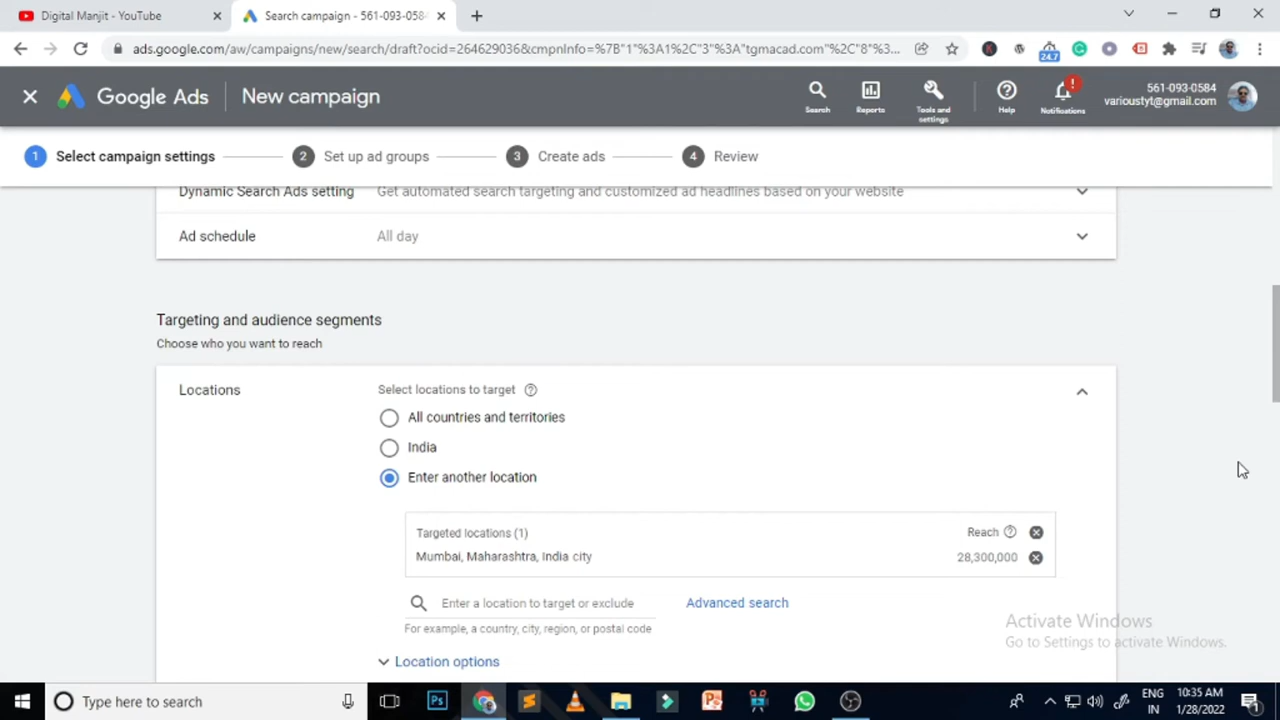 Digital Manjit - YouTube
Search campaign - 561-093-0584
ads.google.com/aw/campaigns/new/search/draft?ocid=264629036&cmpnInfo=%7B"1"%3A1%2C"3"%3A"tgmacad.com"%2C"8"%3...
24.7
Google Ads
New campaign
Search
Reports
Tools and settings
Help
!
Notifications
561-093-0584
varioustyt@gmail.com
1 Select campaign settings
2 Set up ad groups
3 Create ads
4 Review
Dynamic Search Ads setting
Get automated search targeting and customized ad headlines based on your website
Ad schedule
All day
Targeting and audience segments
Choose who you want to reach
Locations
Select locations to target
All countries and territories
India
Enter another location
Targeted locations (1)
Reach
Mumbai, Maharashtra, India city
28,300,000
Enter a location to target or exclude
Advanced search
For example, a country, city, region, or postal code
Location options
Activate Windows
Go to Settings to activate Windows.
Type here to search
Ps
ENG
IN
10:35 AM
1/28/2022
1